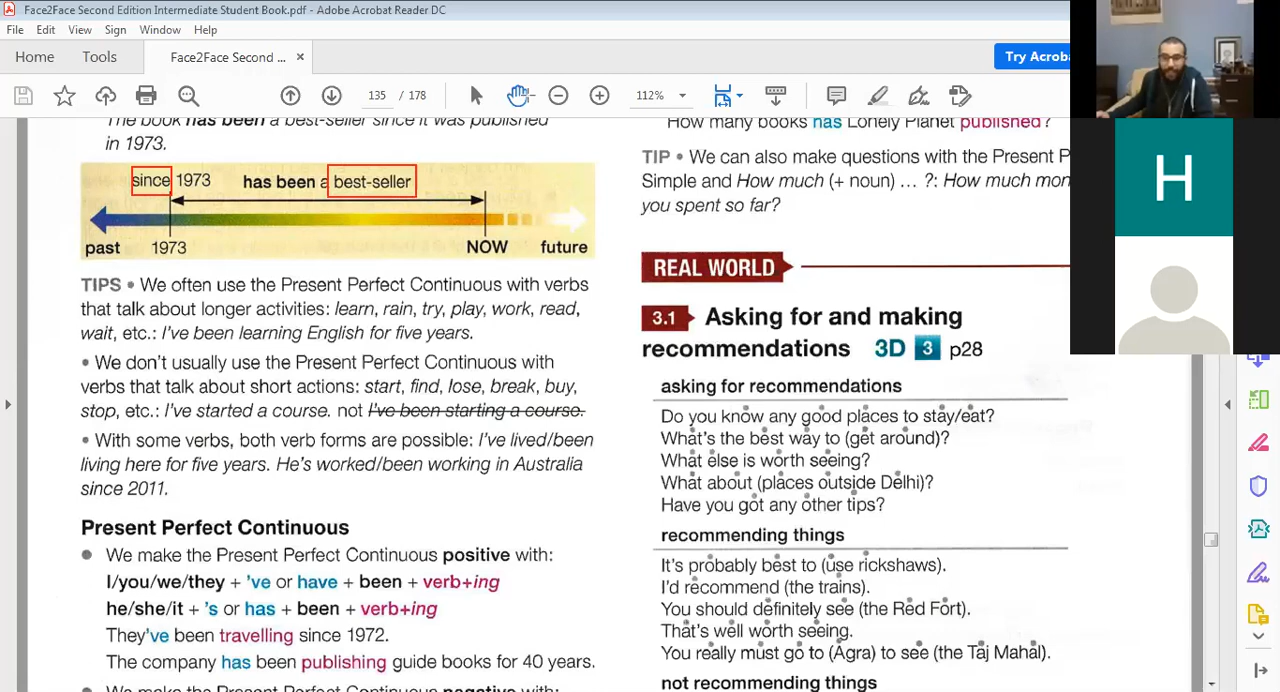 Face2Face Second Edition Intermediate Student Book.pdf - Adobe Acrobat Reader DC
File Edit View Sign Window Help
Home Tools Face2Face Second ... × Try Acroba
135 / 178 112%
The book has been a best-seller since it was published
in 1973.
since 1973 has been a best-seller
past 1973 NOW future
TIPS • We often use the Present Perfect Continuous with verbs
that talk about longer activities: learn, rain, try, play, work, read,
wait, etc.: I've been learning English for five years.
• We don't usually use the Present Perfect Continuous with
verbs that talk about short actions: start, find, lose, break, buy,
stop, etc.: I've started a course. not I've been starting a course.
• With some verbs, both verb forms are possible: I've lived/been
living here for five years. He's worked/been working in Australia
since 2011.
Present Perfect Continuous
● We make the Present Perfect Continuous positive with:
I/you/we/they + 've or have + been + verb+ing
he/she/it + 's or has + been + verb+ing
They've been travelling since 1972.
The company has been publishing guide books for 40 years.
● We make the Present Perfect Continuous negative with:
How many books has Lonely Planet published?
TIP • We can also make questions with the Present P
Simple and How much (+ noun) ... ?: How much mon
you spent so far?
REAL WORLD
3.1 Asking for and making
recommendations 3D 3 p28
asking for recommendations
Do you know any good places to stay/eat?
What's the best way to (get around)?
What else is worth seeing?
What about (places outside Delhi)?
Have you got any other tips?
recommending things
It's probably best to (use rickshaws).
I'd recommend (the trains).
You should definitely see (the Red Fort).
That's well worth seeing.
You really must go to (Agra) to see (the Taj Mahal).
not recommending things
H